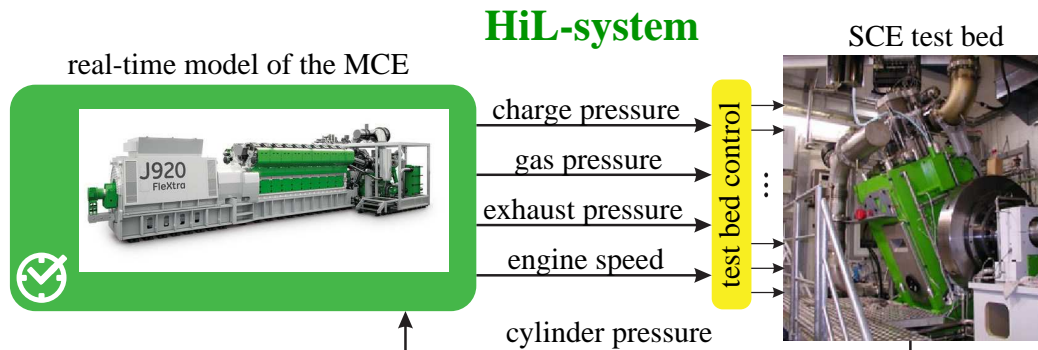 HiL-system
SCE test bed
real-time model of the MCE
charge pressure
gas pressure
exhaust pressure
engine speed
test bed control
...
J920
FleXtra
cylinder pressure